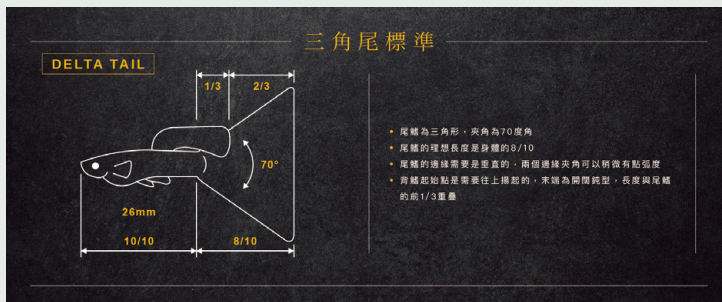 三角尾標準
DELTA TAIL
1/3
2/3
70°
26mm
10/10
8/10
尾鰭為三角形，夾角為70度角
尾鰭的理想長度是身體的8/10
尾鰭的邊緣需要是垂直的，兩個邊緣夾角可以稍微有點弧度
背鰭起始點是需要往上揚起的，末端為開闊鈍型，長度與尾鰭
的前1/3重疊